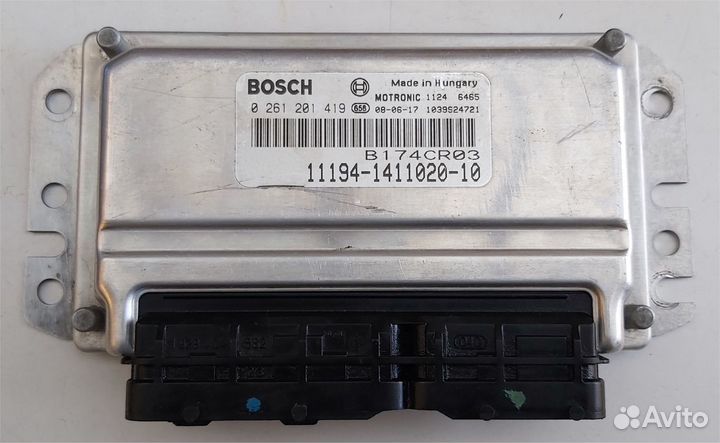 BOSCH
Made in Hungary
MOTRONIC 1124 6465
0 261 201 419 658 08-06-17 1039S24721
B174CR03
11194-1411020-10
Avito